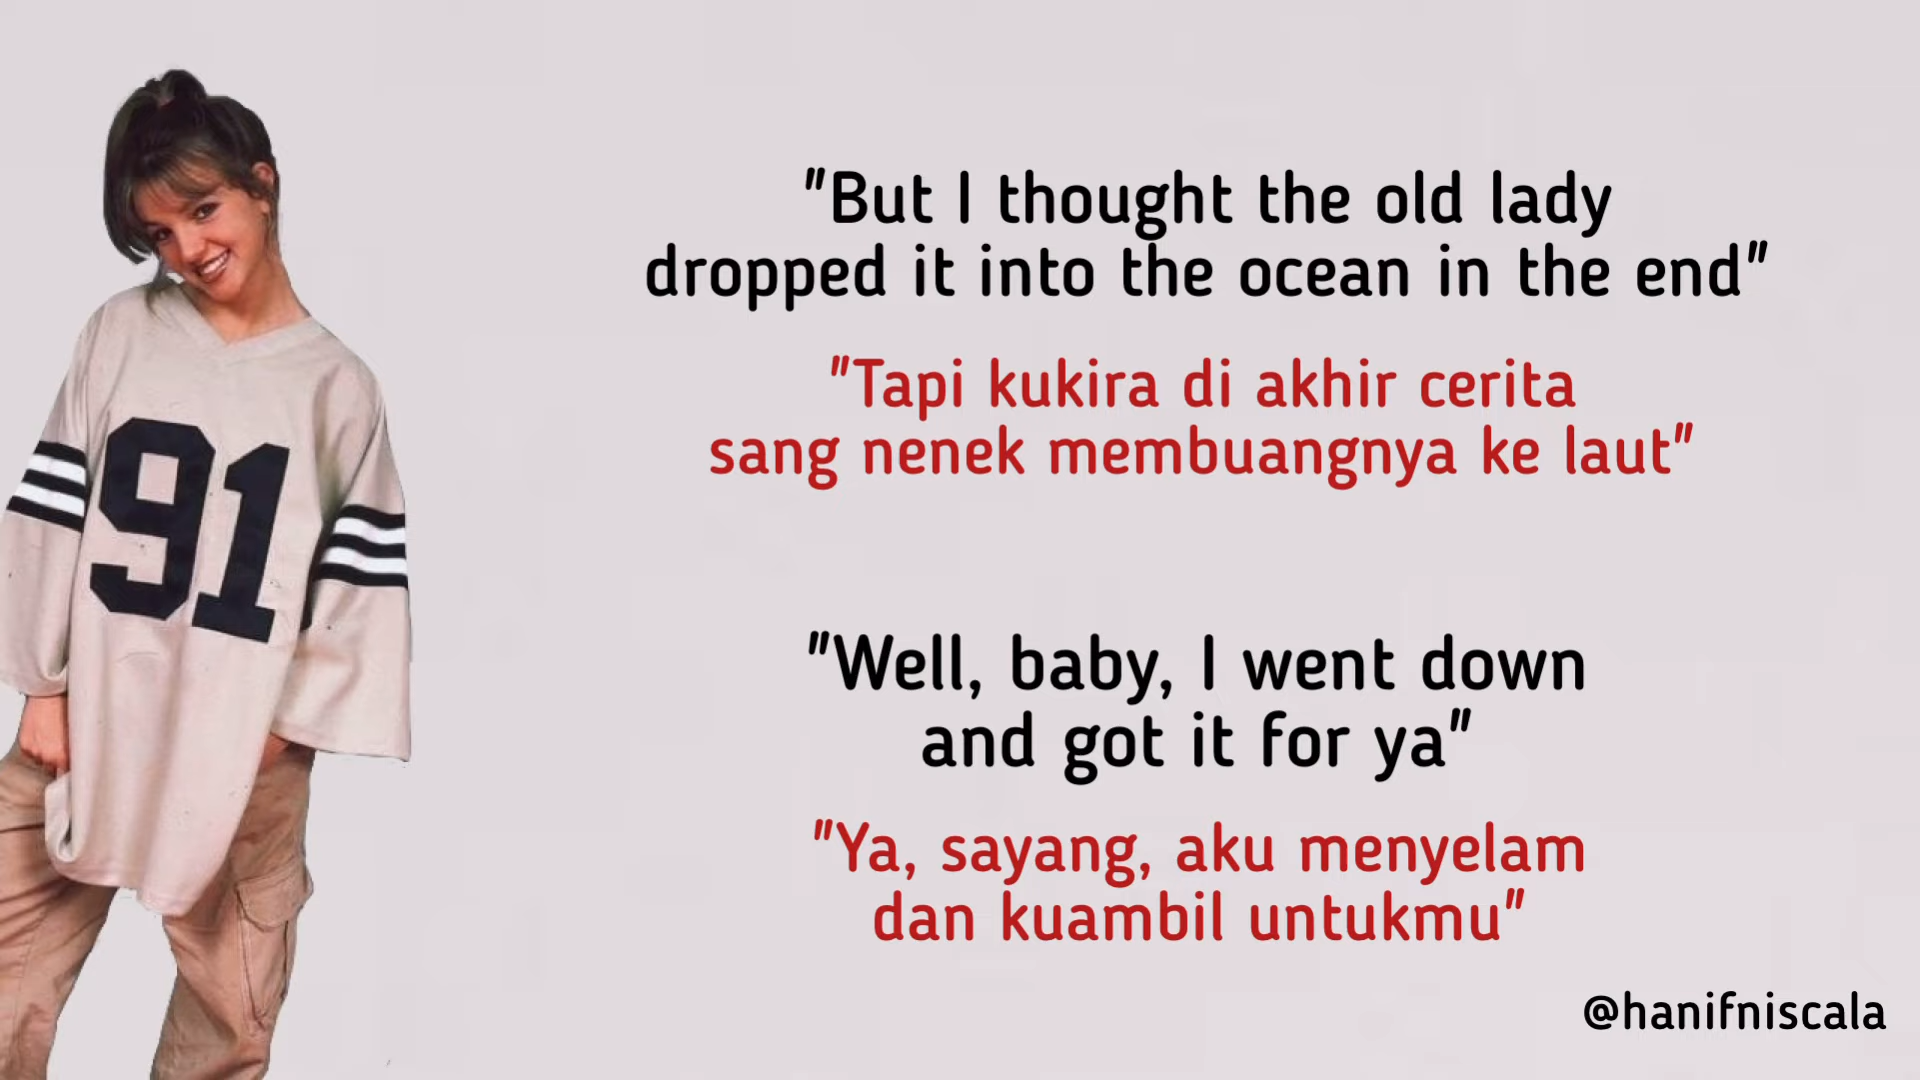 "But I thought the old lady
dropped it into the ocean in the end"
"Tapi kukira di akhir cerita
sang nenek membuangnya ke laut"
91
"Well, baby, I went down
and got it for ya"
"Ya, sayang, aku menyelam
dan kuambil untukmu"
@hanifniscala